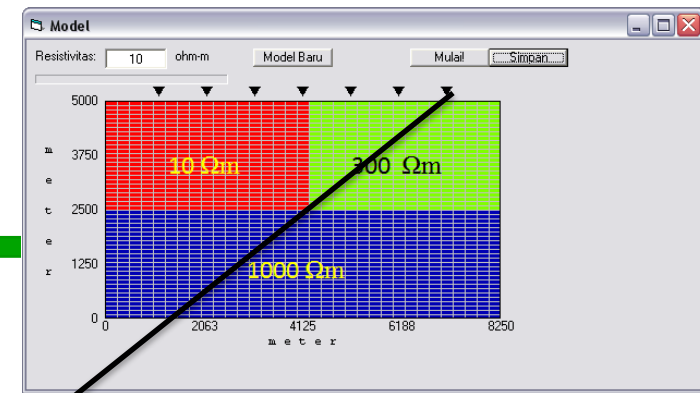 Model
Resistivitas: 10 ohm-m Model Baru Mulai! Simpan
5000
m
3750
e
t 2500
e
1250
r
0
10 Ωm 300 Ωm
1000 Ωm
0 2063 4125 6188 8250
m e t e r